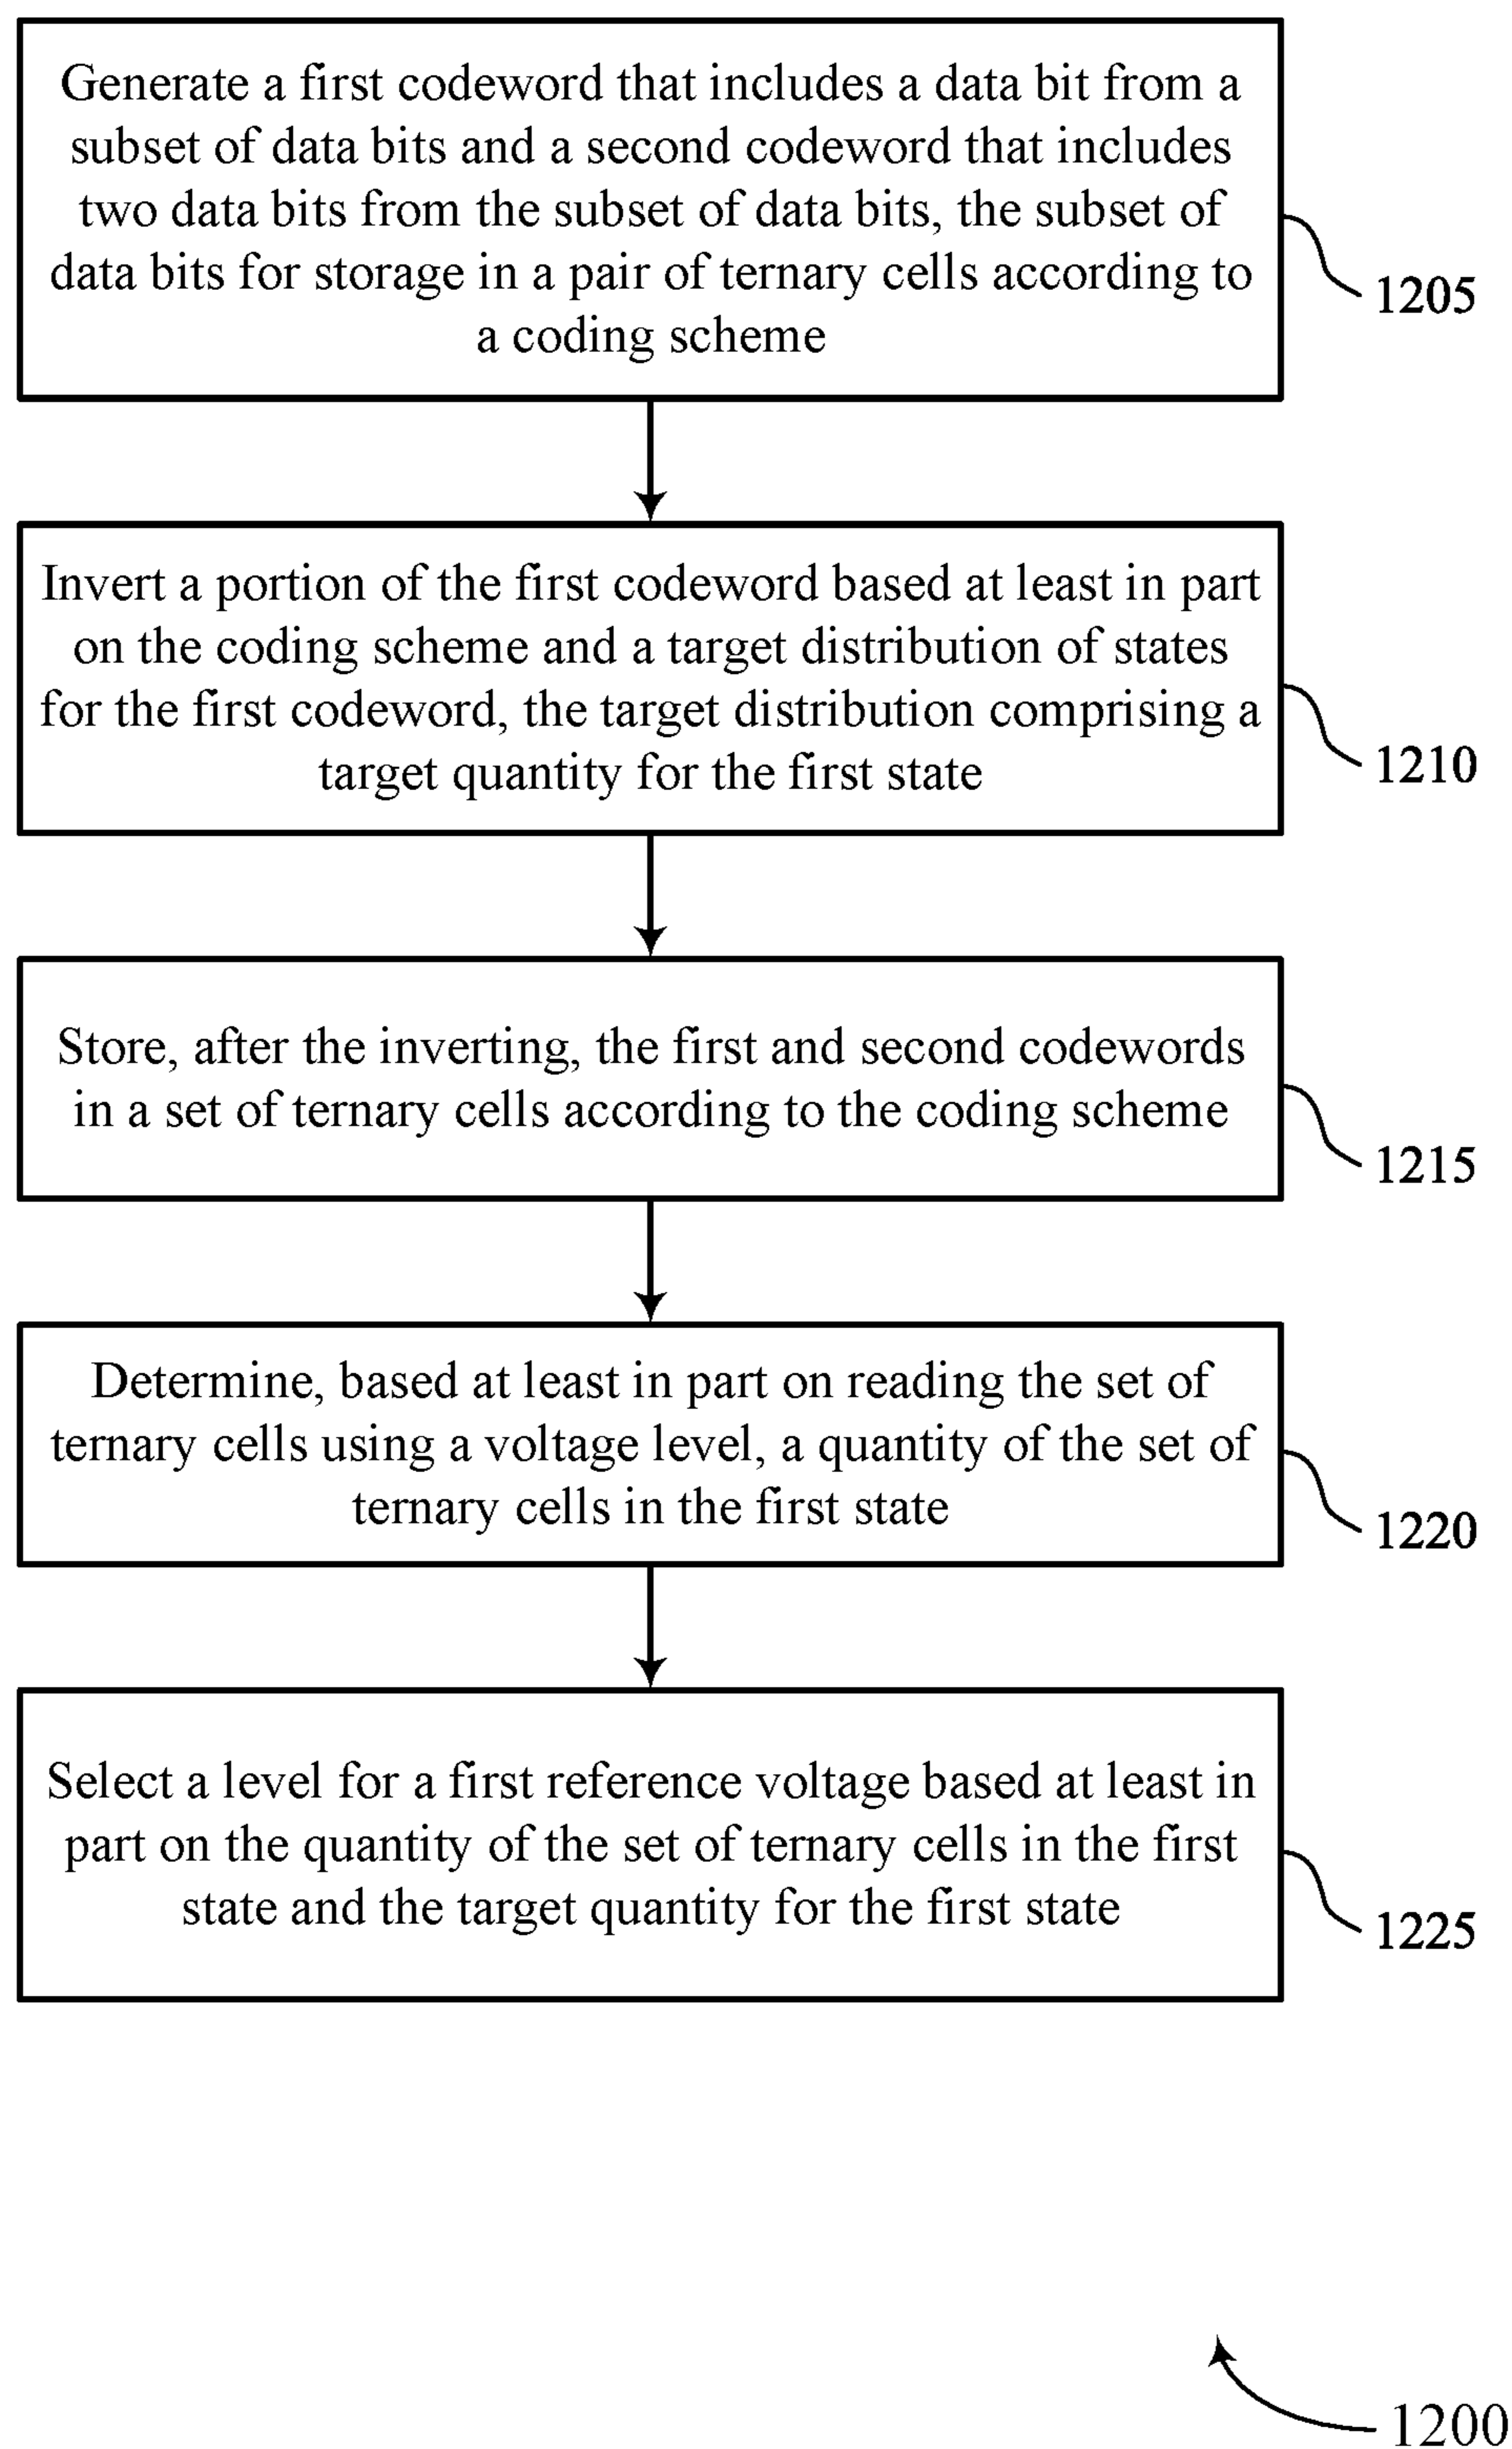 Generate a first codeword that includes a data bit from a
subset of data bits and a second codeword that includes
two data bits from the subset of data bits, the subset of
data bits for storage in a pair of ternary cells according to
a coding scheme
1205
Invert a portion of the first codeword based at least in part
on the coding scheme and a target distribution of states
for the first codeword, the target distribution comprising a
target quantity for the first state
1210
Store, after the inverting, the first and second codewords
in a set of ternary cells according to the coding scheme
1215
Determine, based at least in part on reading the set of
ternary cells using a voltage level, a quantity of the set of
ternary cells in the first state
1220
Select a level for a first reference voltage based at least in
part on the quantity of the set of ternary cells in the first
state and the target quantity for the first state
1225
1200